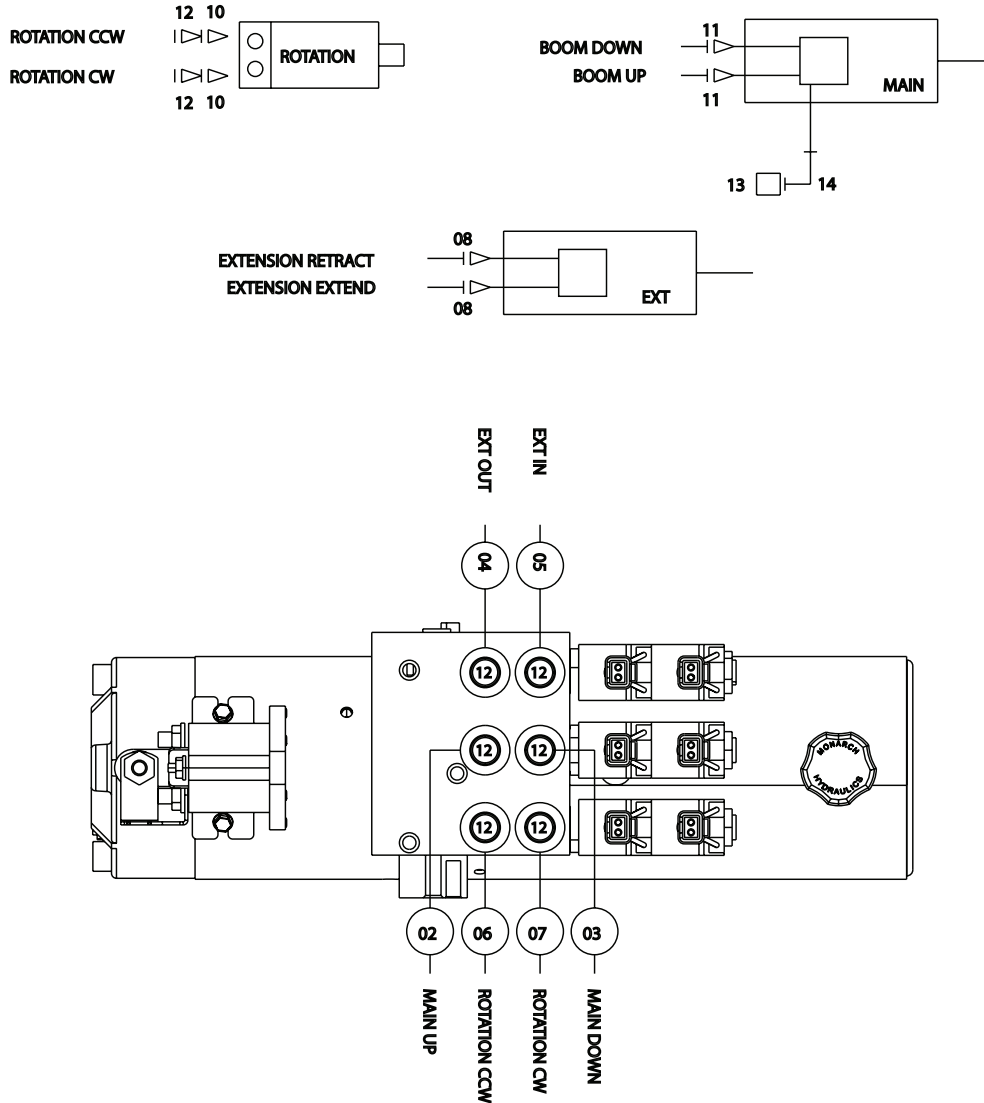 12 10
ROTATION CCW
ROTATION
ROTATION CW
12 10
11
BOOM DOWN
BOOM UP
MAIN
11
13
14
08
EXTENSION RETRACT
EXTENSION EXTEND
EXT
08
EXT OUT
EXT IN
04
05
12
12
12
12
MONARCH
HYDRAULICS
12
12
02
06
07
03
MAIN UP
ROTATION CCW
ROTATION CW
MAIN DOWN